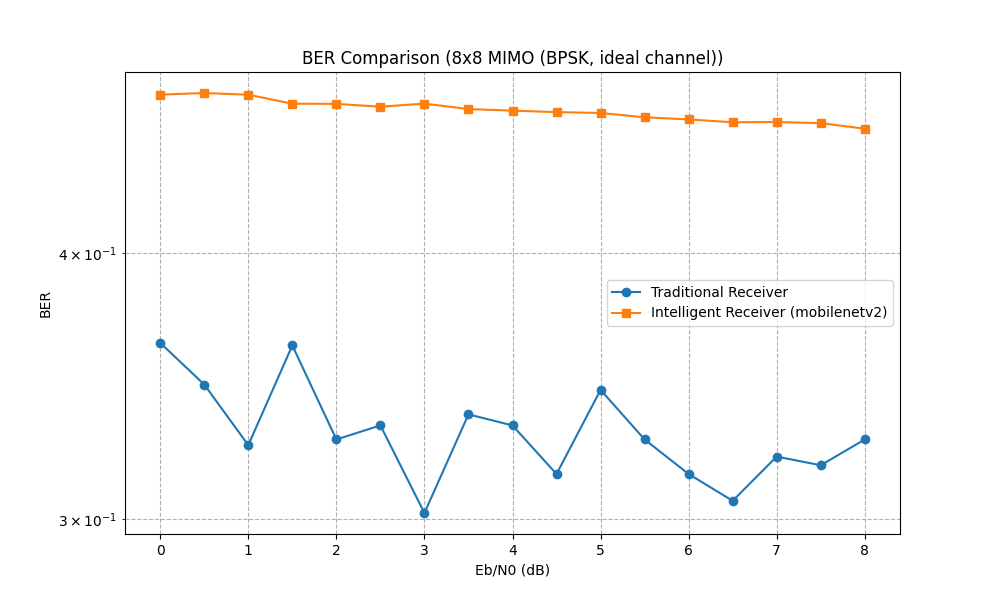 BER Comparison (8x8 MIMO (BPSK, ideal channel))
BER
4 × 10⁻¹
3 × 10⁻¹
Traditional Receiver
Intelligent Receiver (mobilenetv2)
0 1 2 3 4 5 6 7 8
Eb/N0 (dB)